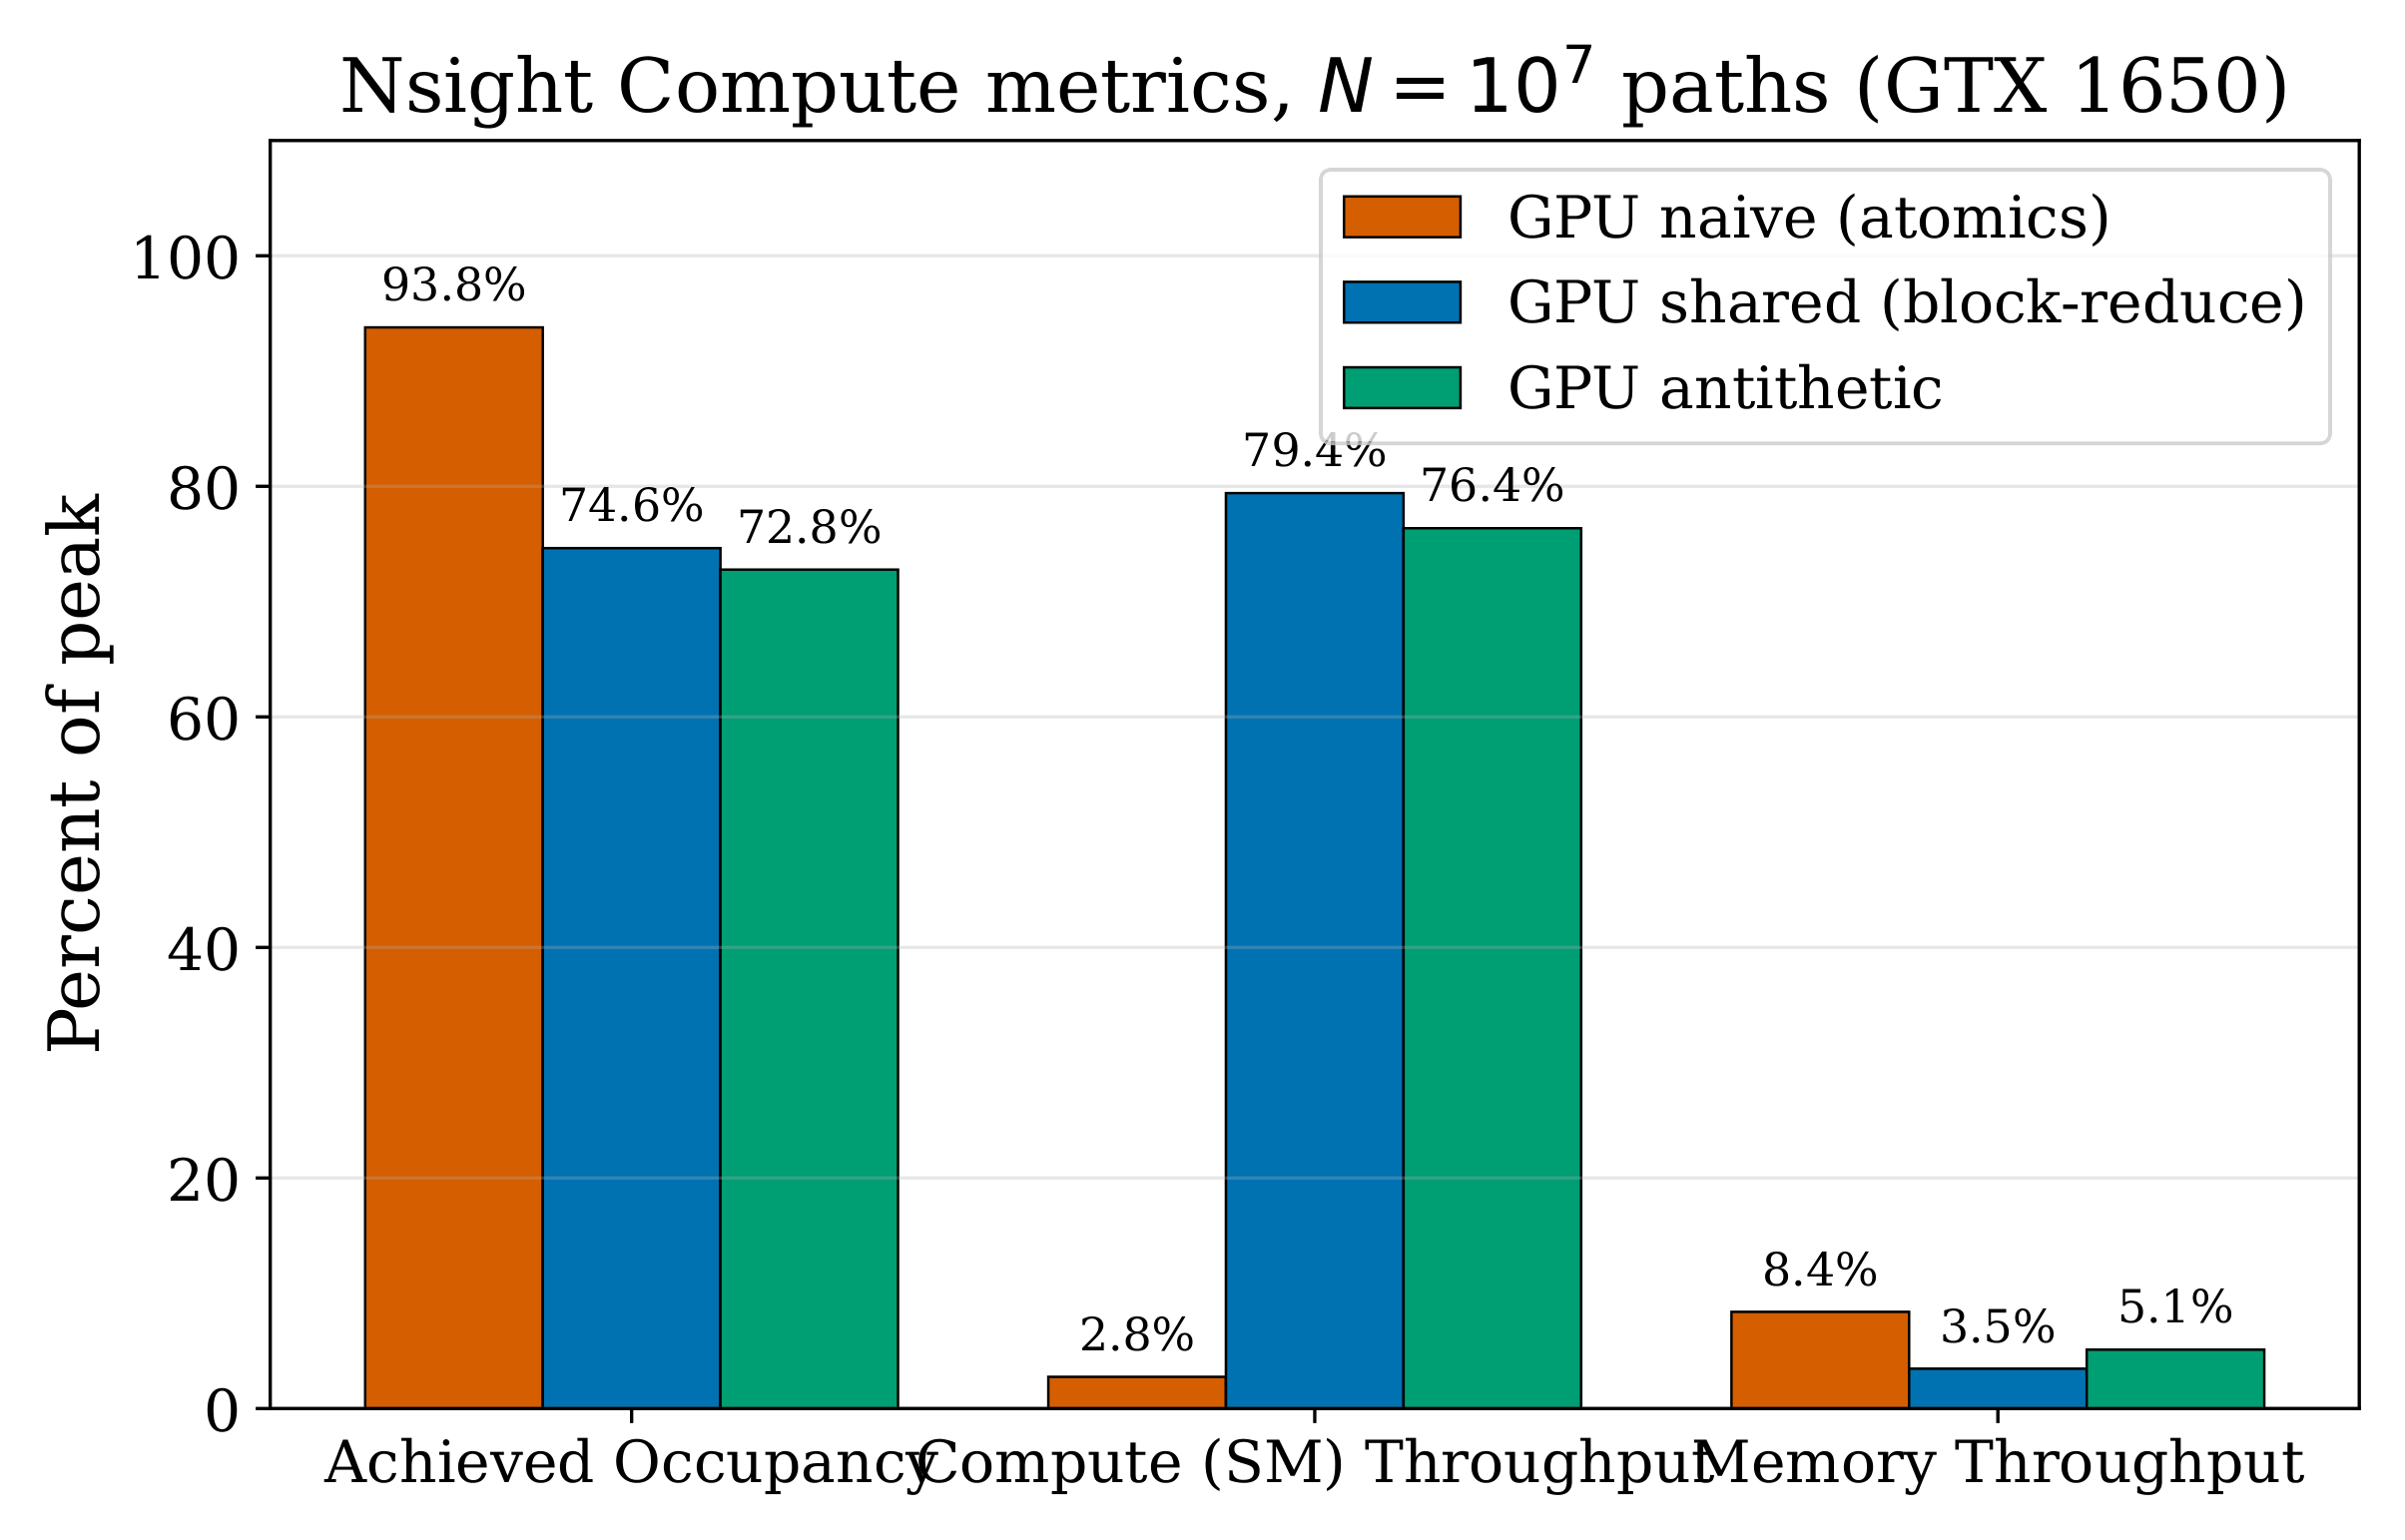 Nsight Compute metrics, N = 10⁷ paths (GTX 1650)
GPU naive (atomics)
GPU shared (block-reduce)
GPU antithetic
Percent of peak
100
80
60
40
20
0
93.8%
74.6%
72.8%
2.8%
79.4%
76.4%
8.4%
3.5%
5.1%
Achieved Occupancy
Compute (SM) Throughput
Memory Throughput